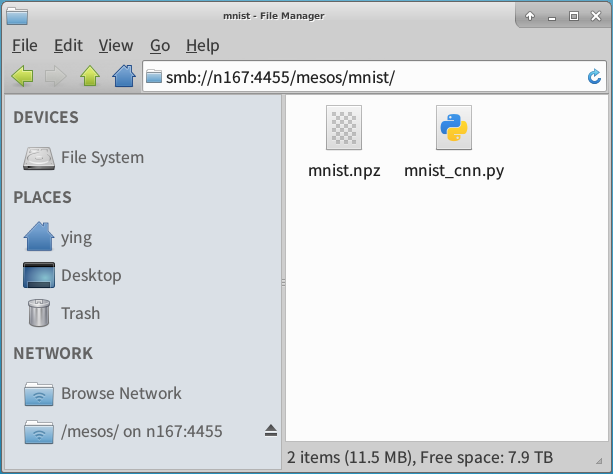 mnist - File Manager
File Edit View Go Help
smb://n167:4455/mesos/mnist/
DEVICES
File System
PLACES
ying
Desktop
Trash
NETWORK
Browse Network
/mesos/ on n167:4455
mnist.npz mnist_cnn.py
2 items (11.5 MB), Free space: 7.9 TB